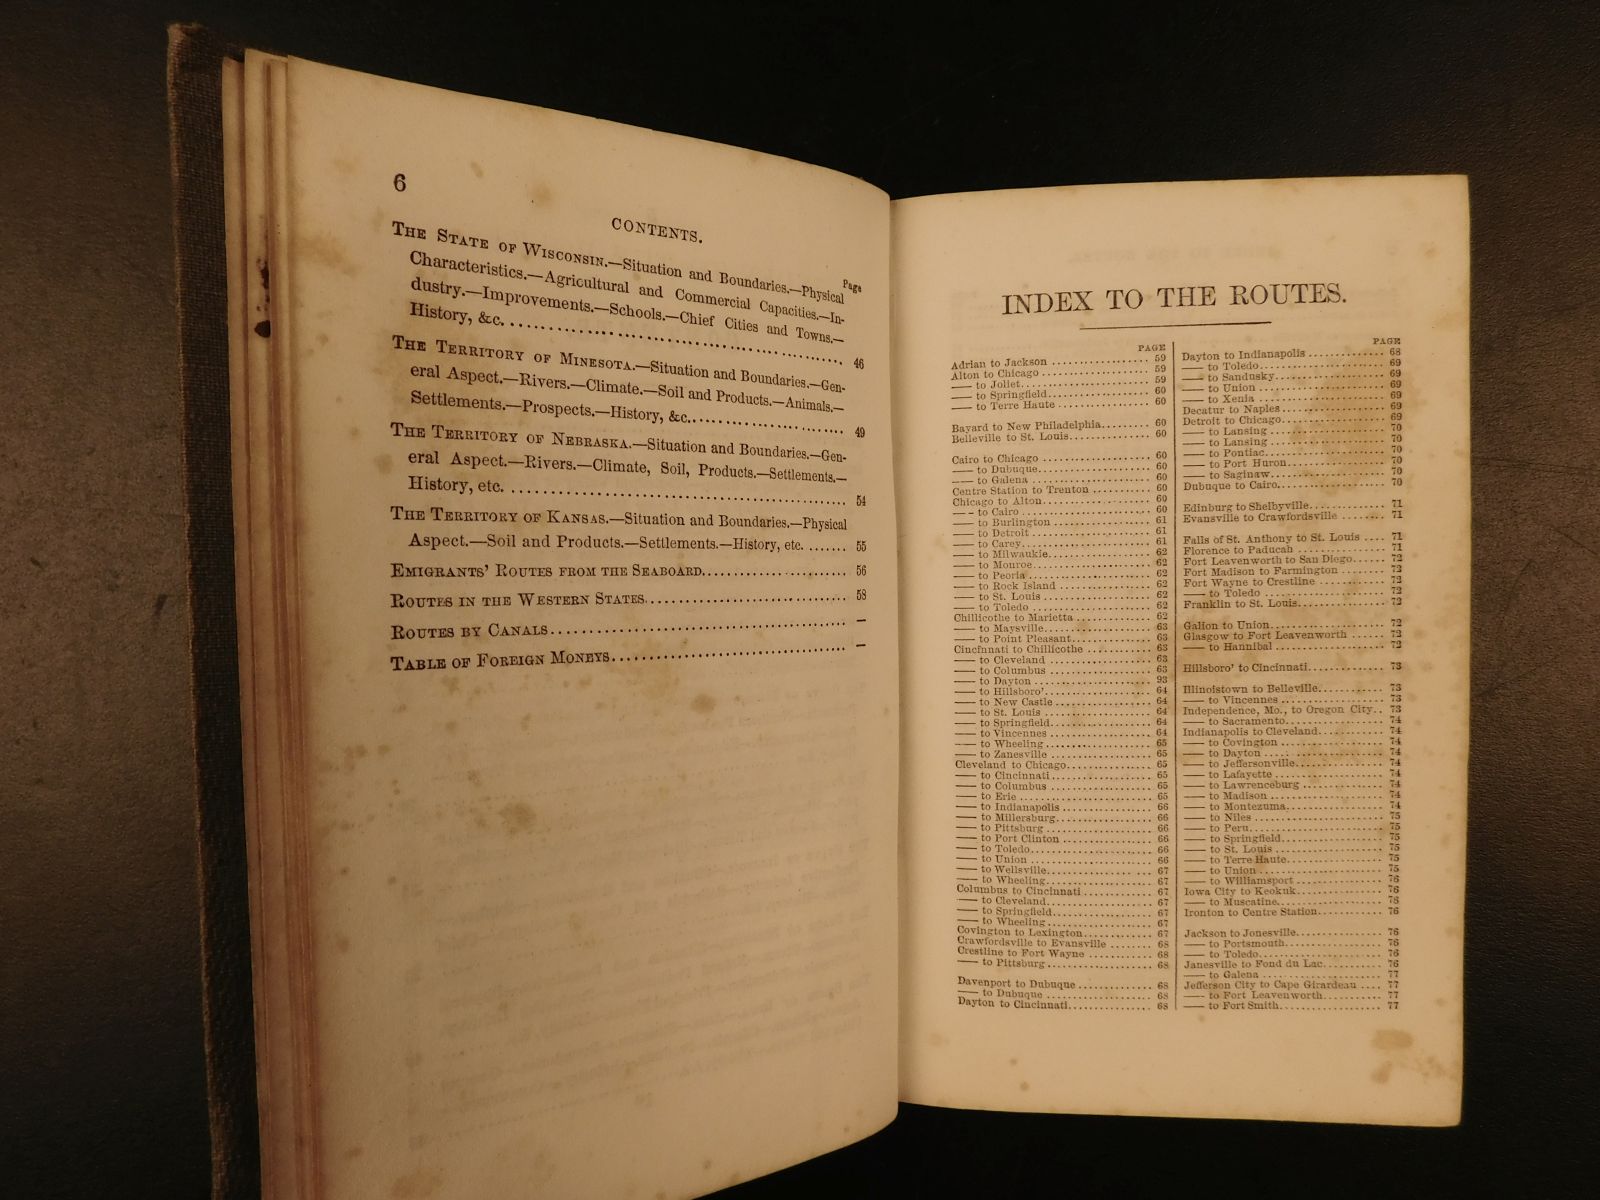 6
CONTENTS.
Page
THE STATE OF WISCONSIN.—Situation and Boundaries.—Physical
Characteristics.—Agricultural and Commercial Capacities.—In-
dustry.—Improvements.—Schools.—Chief Cities and Towns.—
History, &c. 46
THE TERRITORY OF MINESOTA.—Situation and Boundaries.—Gen-
eral Aspect.—Rivers.—Climate.—Soil and Products.—Animals.—
Settlements.—Prospects.—History, &c. 49
THE TERRITORY OF NEBRASKA.—Situation and Boundaries.—Gen-
eral Aspect.—Rivers.—Climate, Soil, Products.—Settlements.—
History, etc. 54
THE TERRITORY OF KANSAS.—Situation and Boundaries.—Physical
Aspect.—Soil and Products.—Settlements.—History, etc. 55
EMIGRANTS' ROUTES FROM THE SEABOARD 56
ROUTES IN THE WESTERN STATES 58
ROUTES BY CANALS —
TABLE OF FOREIGN MONEYS —
INDEX TO THE ROUTES.
PAGE
Adrian to Jackson 59
Alton to Chicago 59
— to Joliet 59
— to Springfield 60
— to Terre Haute 60
Bayard to New Philadelphia 60
Belleville to St. Louis 60
Cairo to Chicago 60
— to Dubuque 60
— to Galena 60
Centre Station to Trenton 60
Chicago to Alton 60
— to Cairo 60
— to Burlington 61
— to Detroit 61
— to Carey 61
— to Milwaukie 62
— to Monroe 62
— to Peoria 62
— to Rock Island 62
— to St. Louis 62
— to Toledo 62
Chillicothe to Marietta 62
— to Maysville 63
— to Point Pleasant 63
Cincinnati to Chillicothe 63
— to Cleveland 63
— to Columbus 63
— to Dayton 93
— to Hillsboro' 64
— to New Castle 64
— to St. Louis 64
— to Springfield 64
— to Vincennes 64
— to Wheeling 65
— to Zanesville 65
Cleveland to Chicago 65
— to Cincinnati 65
— to Columbus 65
— to Erie 65
— to Indianapolis 66
— to Millersburg 66
— to Pittsburg 66
— to Port Clinton 66
— to Toledo 66
— to Union 66
— to Wellsville 67
— to Wheeling 67
Columbus to Cincinnati 67
— to Cleveland 67
— to Springfield 67
— to Wheeling 67
Covington to Lexington 67
Crawfordsville to Evansville 68
Crestline to Fort Wayne 68
— to Pittsburg 68
Davenport to Dubuque 68
— to Dubuque 68
Dayton to Cincinnati 68
PAGE
Dayton to Indianapolis 68
— to Toledo 69
— to Sandusky 69
— to Union 69
— to Xenia 69
Decatur to Naples 69
Detroit to Chicago 69
— to Lansing 70
— to Lansing 70
— to Pontiac 70
— to Port Huron 70
— to Saginaw 70
Dubuque to Cairo 70
Edinburg to Shelbyville 71
Evansville to Crawfordsville 71
Falls of St. Anthony to St. Louis 71
Florence to Paducah 71
Fort Leavenworth to San Diego 72
Fort Madison to Farmington 72
Fort Wayne to Crestline 72
— to Toledo 72
Franklin to St. Louis 72
Galion to Union 72
Glasgow to Fort Leavenworth 72
— to Hannibal 72
Hillsboro' to Cincinnati 73
Illinoistown to Belleville 73
— to Vincennes 73
Independence, Mo., to Oregon City 73
— to Sacramento 74
Indianapolis to Cleveland 74
— to Covington 74
— to Dayton 74
— to Jeffersonville 74
— to Lafayette 74
— to Lawrenceburg 74
— to Madison 74
— to Montezuma 74
— to Niles 75
— to Peru 75
— to Springfield 75
— to St. Louis 75
— to Terre Haute 75
— to Union 75
— to Williamsport 76
Iowa City to Keokuk 76
— to Muscatine 76
Ironton to Centre Station 76
Jackson to Jonesville 76
— to Portsmouth 76
— to Toledo 76
Janesville to Fond du Lac 76
— to Galena 77
Jefferson City to Cape Girardeau 77
— to Fort Leavenworth 77
— to Fort Smith 77